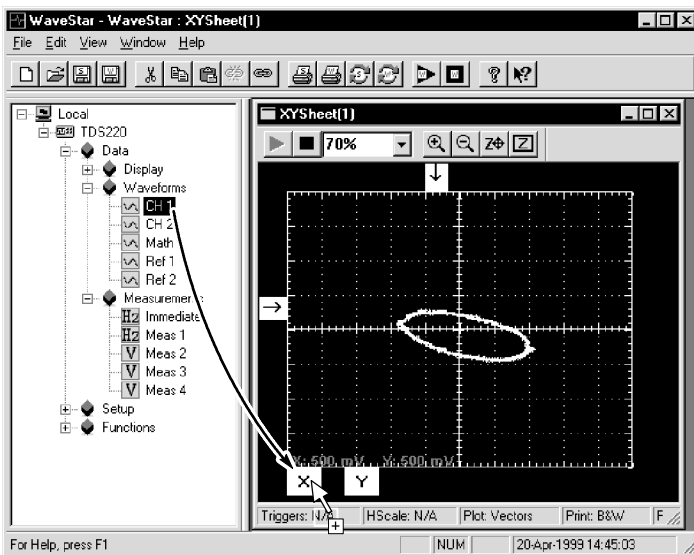 WaveStar - WaveStar : XYSheet(1)
File Edit View Window Help
Local
TDS220
Data
Display
Waveforms
CH 1
CH 2
Math
Ref 1
Ref 2
Measurements
Hz Immediate
Hz Meas 1
V Meas 2
V Meas 3
V Meas 4
Setup
Functions
XYSheet(1)
70%
Z
X: 500 mV Y: 500 mV
X Y
Triggers: N/A HScale: N/A Plot: Vectors Print: B&W F
For Help, press F1 NUM 20-Apr-1999 14:45:03